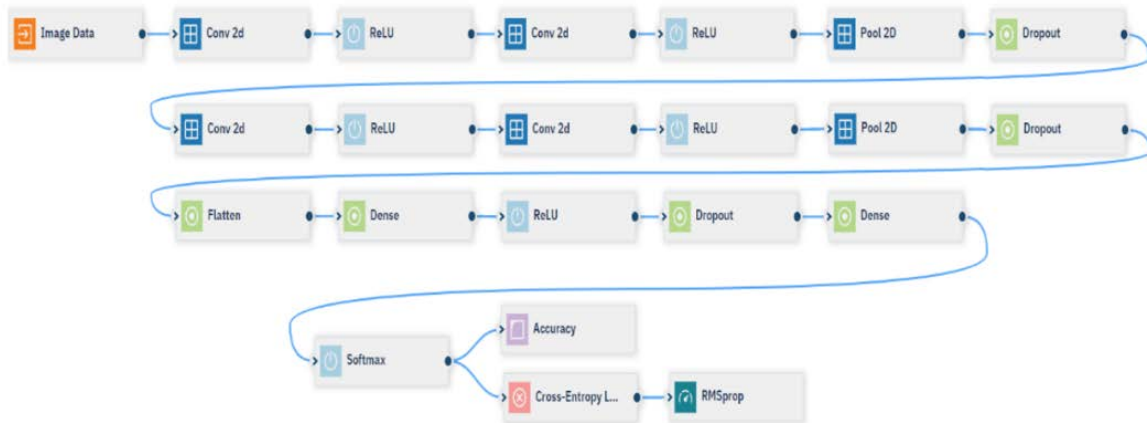 Image Data Conv 2d ReLU Conv 2d ReLU Pool 2D Dropout
Conv 2d ReLU Conv 2d ReLU Pool 2D Dropout
Flatten Dense ReLU Dropout Dense
Accuracy
Softmax
Cross-Entropy L... RMSprop